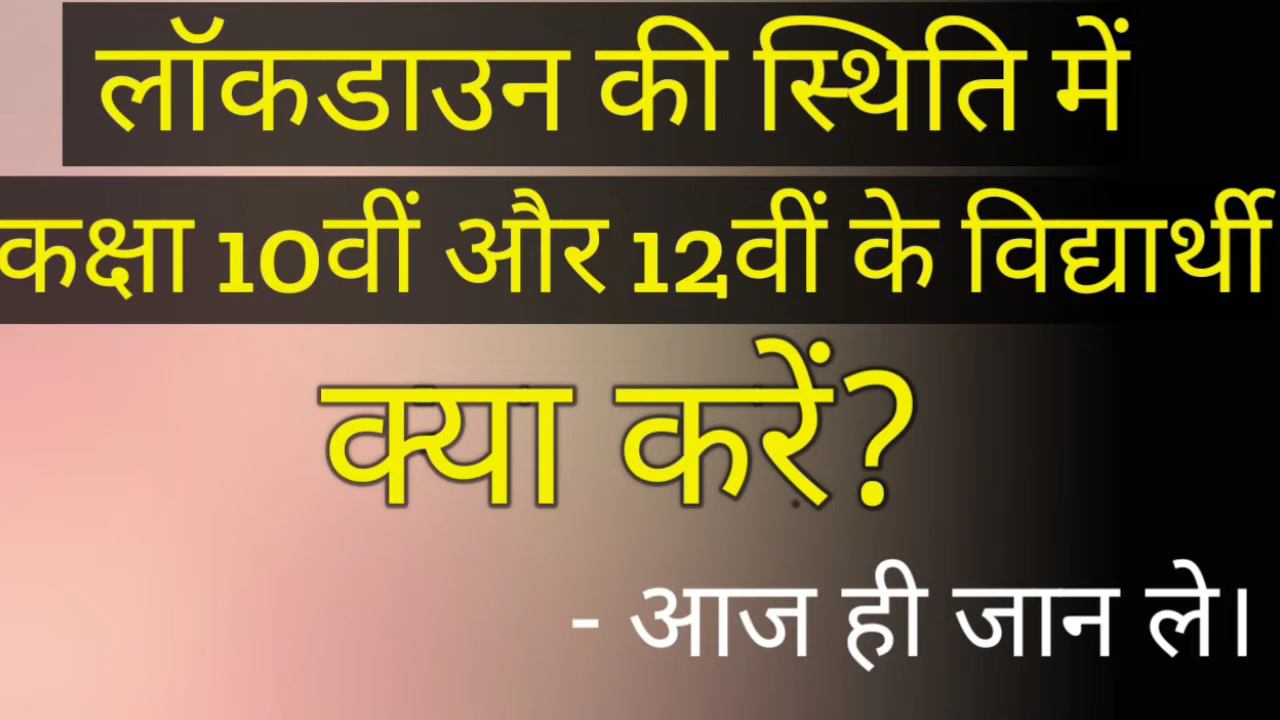 लॉकडाउन की स्थिति में
कक्षा 10वीं और 12वीं के विद्यार्थी
क्या करें?
- आज ही जान ले।